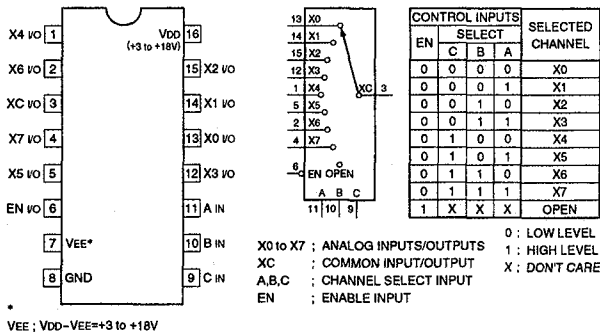 X4 I/O 1
VDD 16
(+3 to +18V)
X6 I/O 2
15 X2 I/O
XC I/O 3
14 X1 I/O
X7 I/O 4
13 X0 I/O
X5 I/O 5
12 X3 I/O
EN I/O 6
11 A IN
7 VEE*
10 B IN
8 GND
9 C IN
*
VEE ; VDD-VEE=+3 to +18V
13 X0
14 X1
15 X2
12 X3
1 X4
5 X5
2 X6
4 X7
XC 3
6 EN OPEN
A B C
11 10 9
X0 to X7 ; ANALOG INPUTS/OUTPUTS
XC ; COMMON INPUT/OUTPUT
A,B,C ; CHANNEL SELECT INPUT
EN ; ENABLE INPUT
CONTROL INPUTS
SELECTED CHANNEL
EN SELECT
C B A
0 0 0 0 X0
0 0 0 1 X1
0 0 1 0 X2
0 0 1 1 X3
0 1 0 0 X4
0 1 0 1 X5
0 1 1 0 X6
0 1 1 1 X7
1 X X X OPEN
0 ; LOW LEVEL
1 ; HIGH LEVEL
X ; DON'T CARE